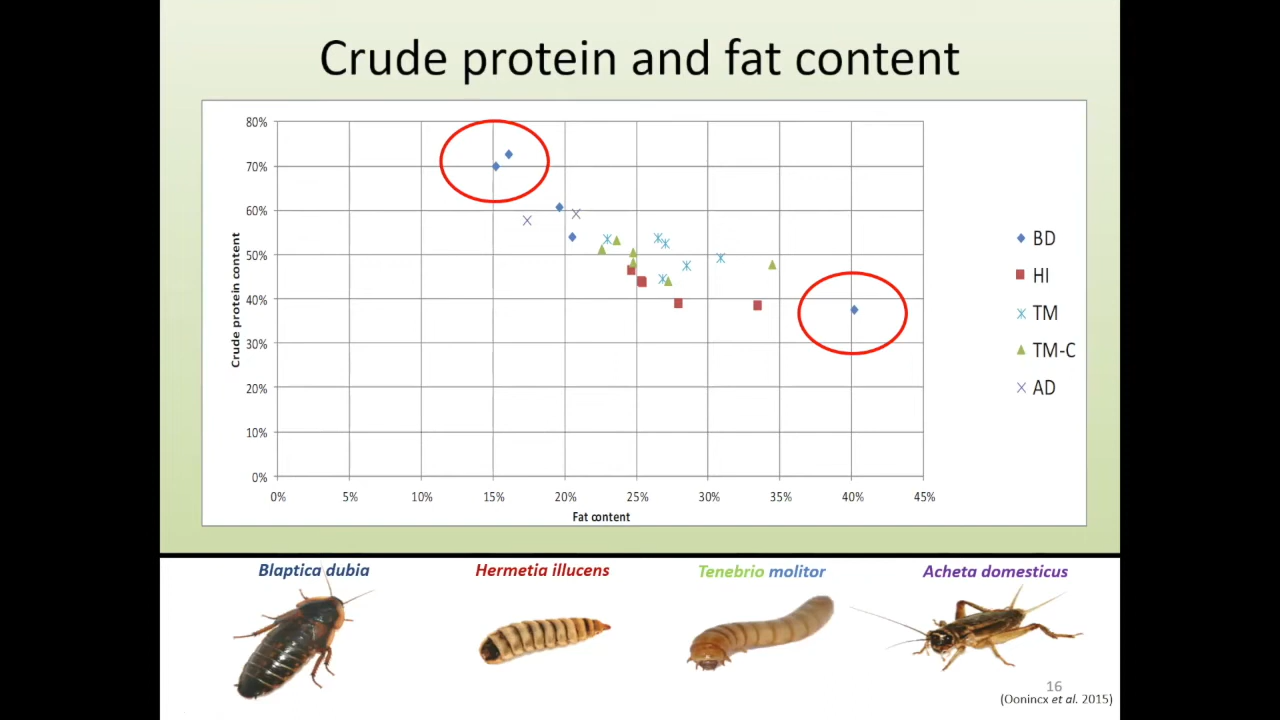 Crude protein and fat content
80%
70%
60%
50%
40%
30%
20%
10%
0%
Crude protein content
0% 5% 10% 15% 20% 25% 30% 35% 40% 45%
Fat content
BD
HI
TM
TM-C
AD
Blaptica dubia Hermetia illucens Tenebrio molitor Acheta domesticus
16
(Oonincx et al. 2015)